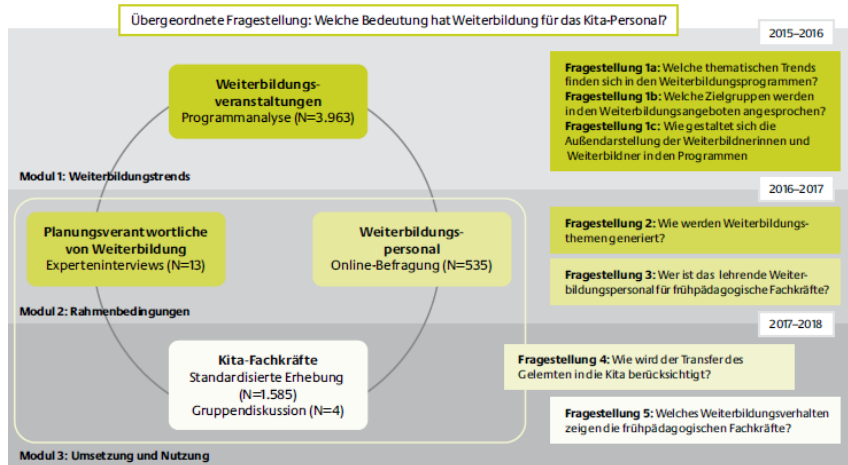 Übergeordnete Fragestellung: Welche Bedeutung hat Weiterbildung für das Kita-Personal?
2015–2016
Weiterbildungs-
veranstaltungen
Programmanalyse (N=3.963)
Fragestellung 1a: Welche thematischen Trends
finden sich in den Weiterbildungsprogrammen?
Fragestellung 1b: Welche Zielgruppen werden
in den Weiterbildungsangeboten angesprochen?
Fragestellung 1c: Wie gestaltet sich die
Außendarstellung der Weiterbildnerinnen und
Weiterbildner in den Programmen
Modul 1: Weiterbildungstrends
2016–2017
Planungsverantwortliche
von Weiterbildung
Experteninterviews (N=13)
Weiterbildungs-
personal
Online-Befragung (N=535)
Fragestellung 2: Wie werden Weiterbildungs-
themen generiert?
Fragestellung 3: Wer ist das lehrende Weiter-
bildungspersonal für frühpädagogische Fachkräfte?
Modul 2: Rahmenbedingungen
2017–2018
Kita-Fachkräfte
Standardisierte Erhebung
(N=1.585)
Gruppendiskussion (N=4)
Fragestellung 4: Wie wird der Transfer des
Gelernten in die Kita berücksichtigt?
Fragestellung 5: Welches Weiterbildungsverhalten
zeigen die frühpädagogischen Fachkräfte?
Modul 3: Umsetzung und Nutzung